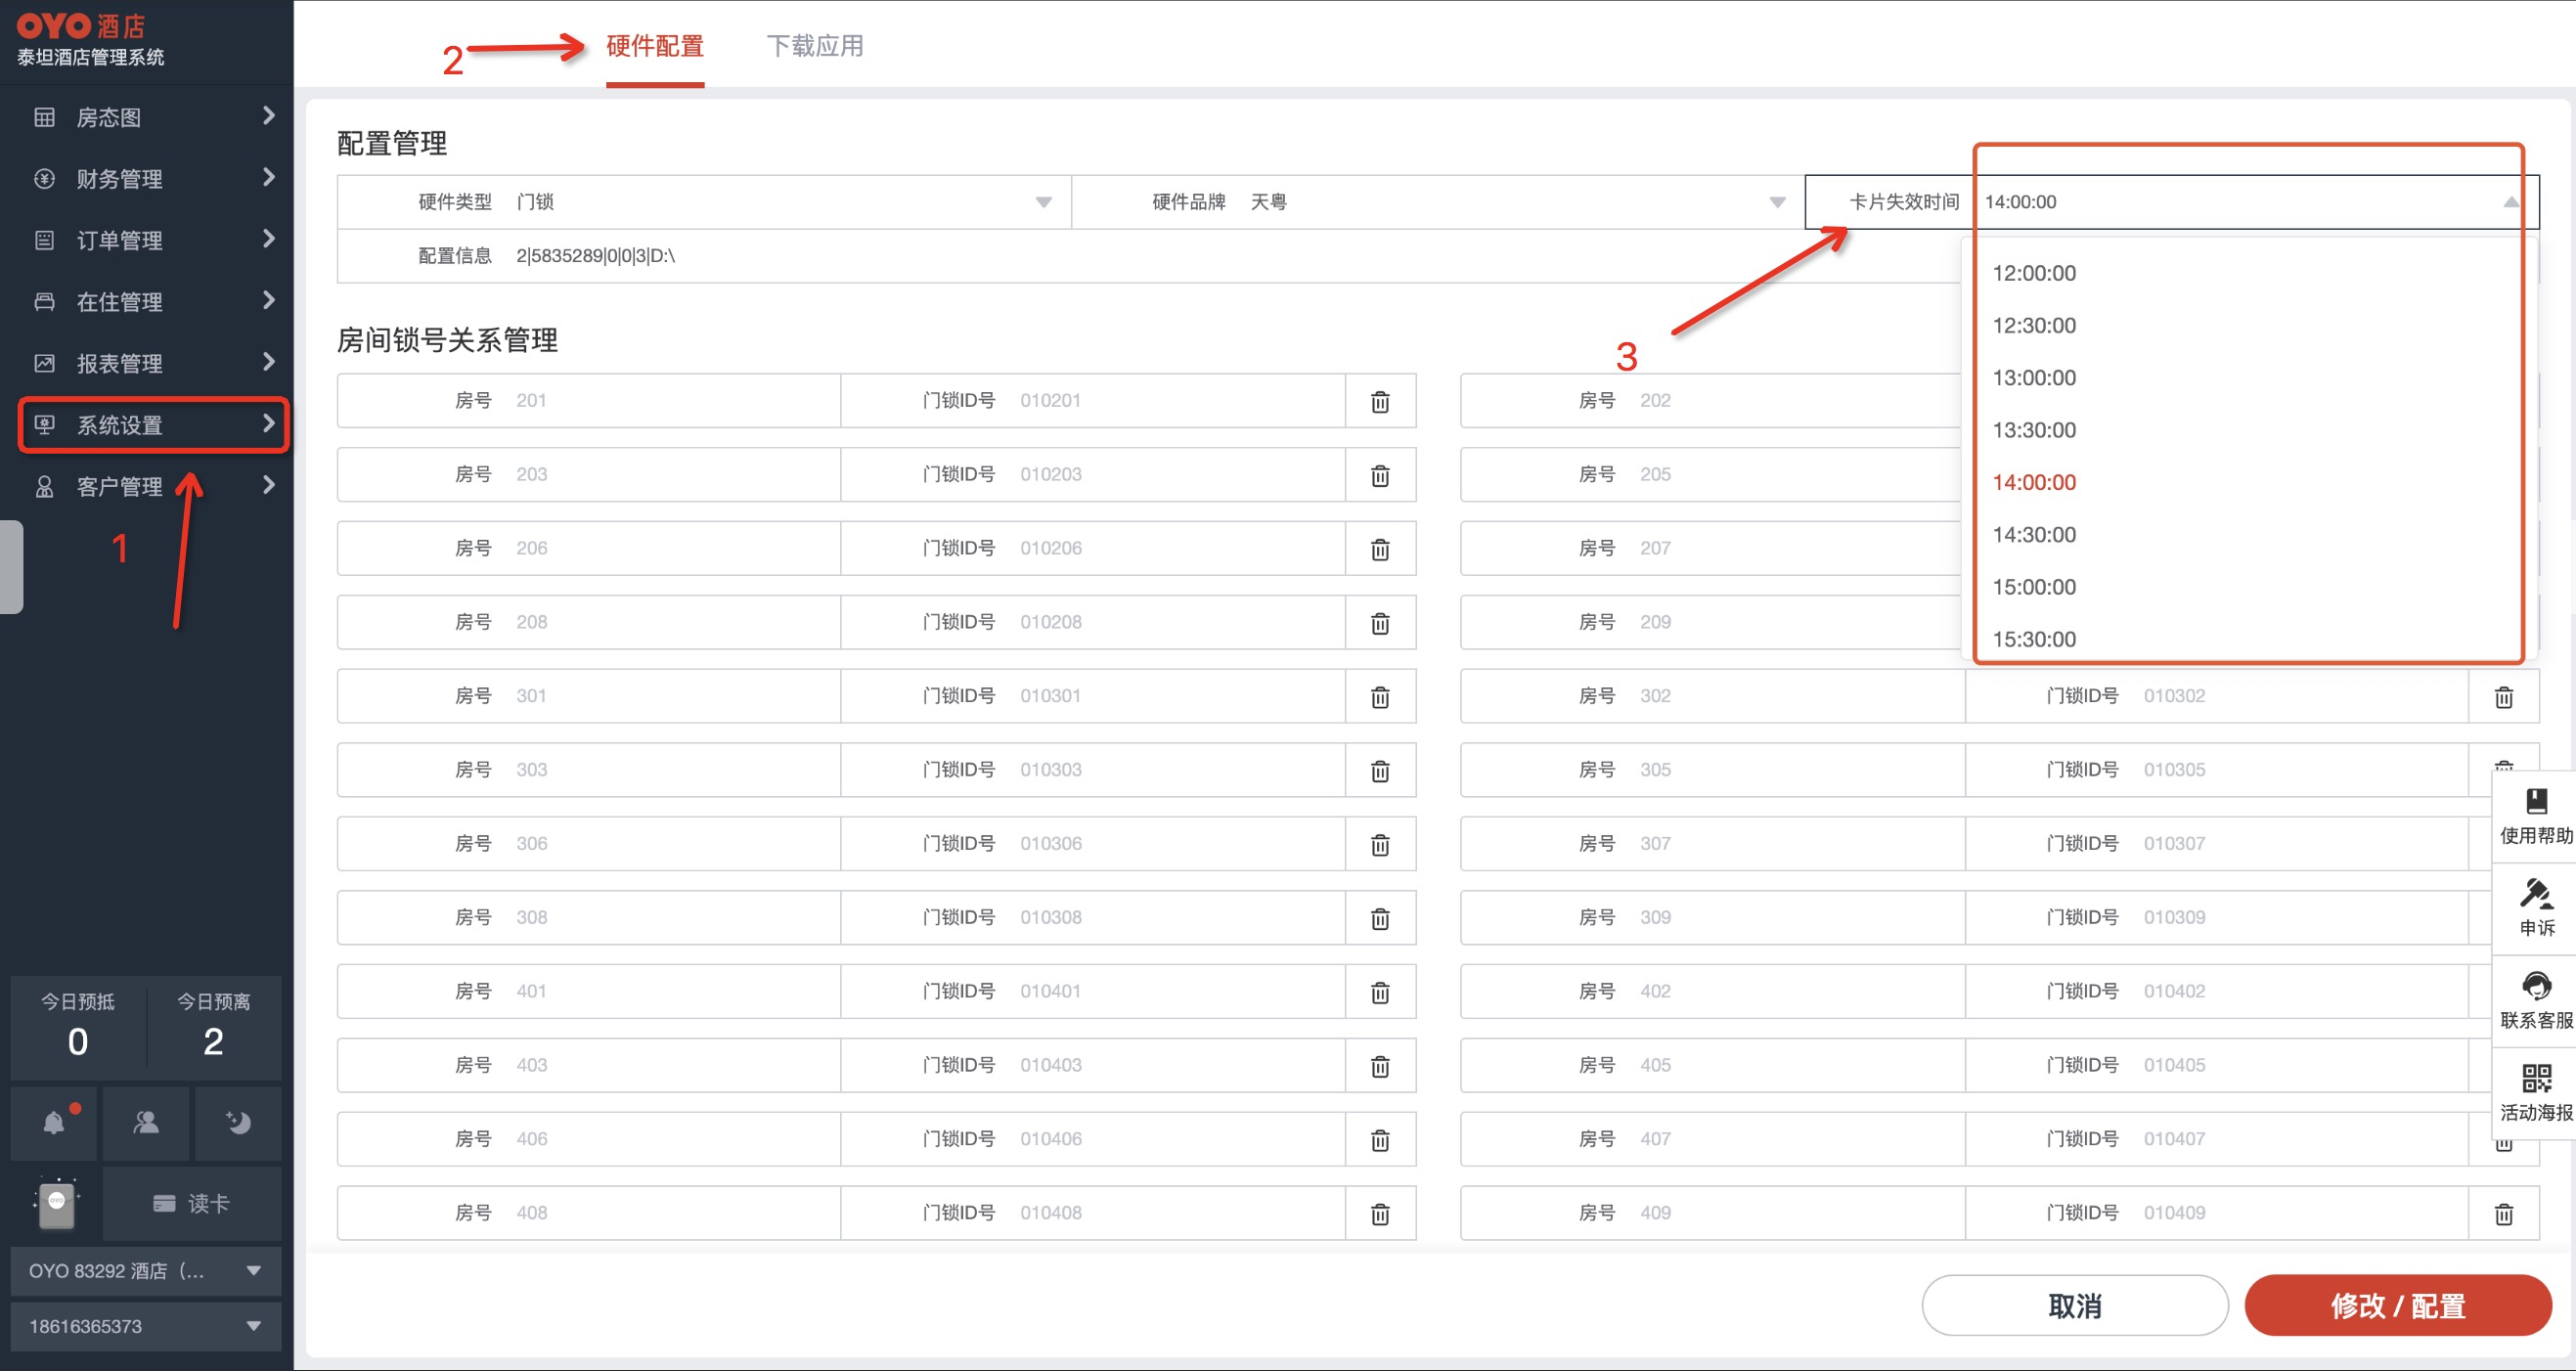 OYO 酒店
泰坦酒店管理系统
房态图
财务管理
订单管理
在住管理
报表管理
系统设置
客户管理
1
今日预抵
0
今日预离
2
读卡
OYO 83292 酒店（...
18616365373
2
硬件配置
下载应用
配置管理
硬件类型 门锁
硬件品牌 天粤
卡片失效时间 14:00:00
配置信息 2|5835289|0|0|3|D:\
3
12:00:00
12:30:00
13:00:00
13:30:00
14:00:00
14:30:00
15:00:00
15:30:00
房间锁号关系管理
房号 201 门锁ID号 010201
房号 202
房号 203 门锁ID号 010203
房号 205
房号 206 门锁ID号 010206
房号 207
房号 208 门锁ID号 010208
房号 209
房号 301 门锁ID号 010301
房号 302 门锁ID号 010302
房号 303 门锁ID号 010303
房号 305 门锁ID号 010305
房号 306 门锁ID号 010306
房号 307 门锁ID号 010307
房号 308 门锁ID号 010308
房号 309 门锁ID号 010309
房号 401 门锁ID号 010401
房号 402 门锁ID号 010402
房号 403 门锁ID号 010403
房号 405 门锁ID号 010405
房号 406 门锁ID号 010406
房号 407 门锁ID号 010407
房号 408 门锁ID号 010408
房号 409 门锁ID号 010409
使用帮助
申诉
联系客服
活动海报
取消
修改 / 配置